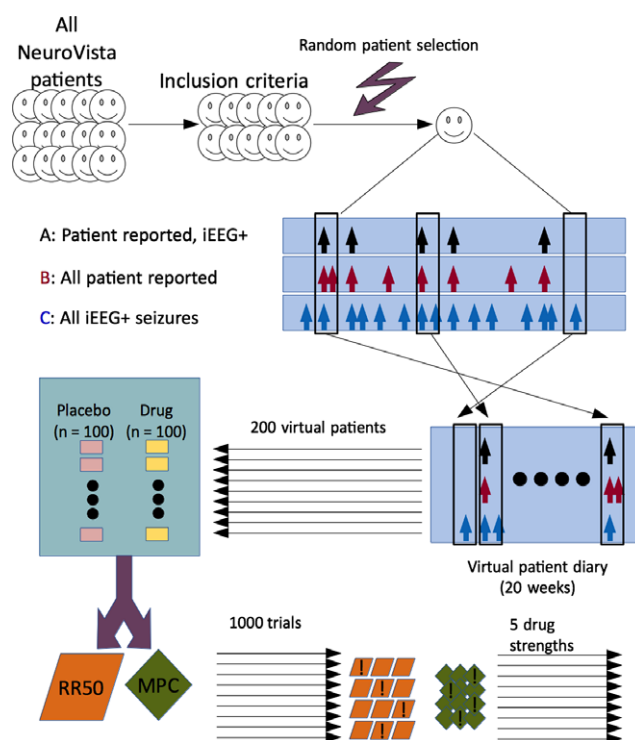 All
NeuroVista
patients
Inclusion criteria
Random patient selection
A: Patient reported, iEEG+
B: All patient reported
C: All iEEG+ seizures
Placebo
(n = 100)
Drug
(n = 100)
200 virtual patients
Virtual patient diary
(20 weeks)
RR50
MPC
1000 trials
!
!
!
!
!
!
!
!
5 drug
strengths